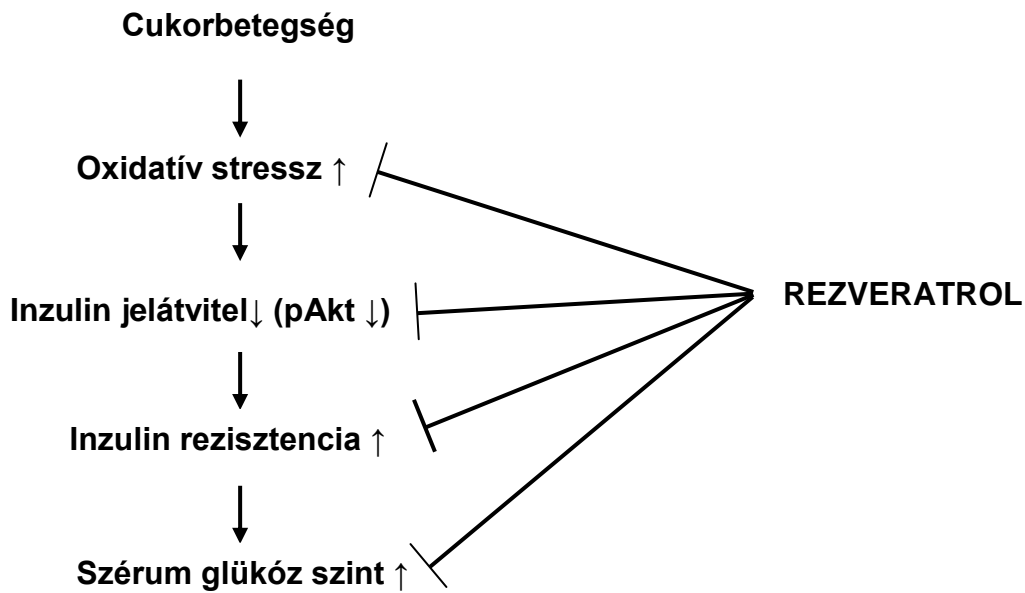 Cukorbetegség
Oxidatív stressz ↑
Inzulin jelátvitel↓ (pAkt ↓)
REZVERATROL
Inzulin rezisztencia ↑
Szérum glükóz szint ↑